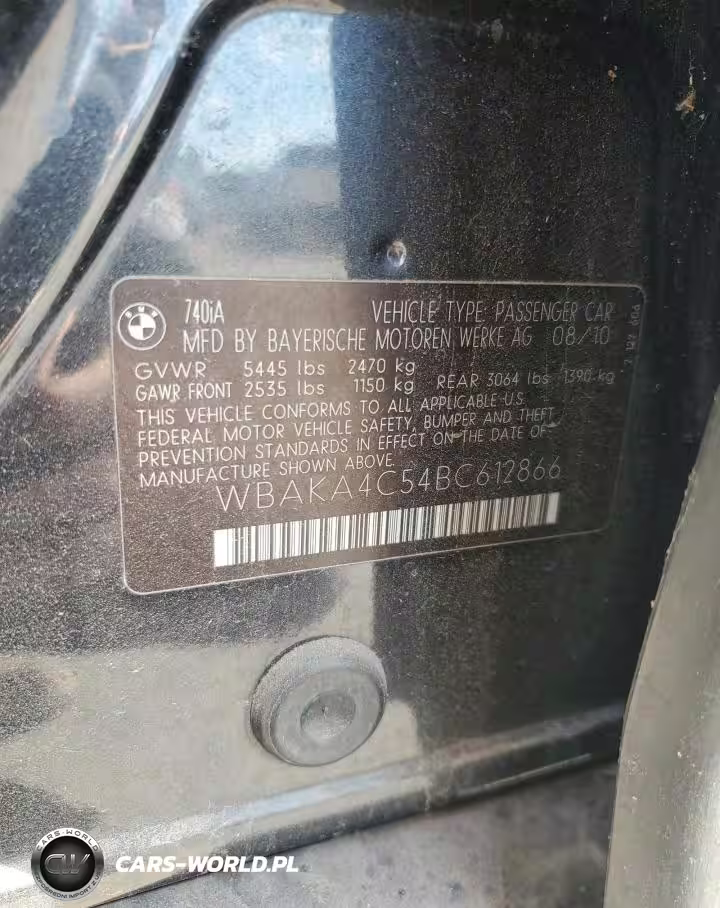 740iA VEHICLE TYPE: PASSENGER CAR
MFD BY BAYERISCHE MOTOREN WERKE AG 08/10
GVWR 5445 lbs 2470 kg
GAWR FRONT 2535 lbs 1150 kg REAR 3064 lbs 1390 kg
THIS VEHICLE CONFORMS TO ALL APPLICABLE U.S.
FEDERAL MOTOR VEHICLE SAFETY, BUMPER AND THEFT
PREVENTION STANDARDS IN EFFECT ON THE DATE OF
MANUFACTURE SHOWN ABOVE.
WBAKA4C54BC612866
CARS-WORLD
CW
CARS-WORLD.PL